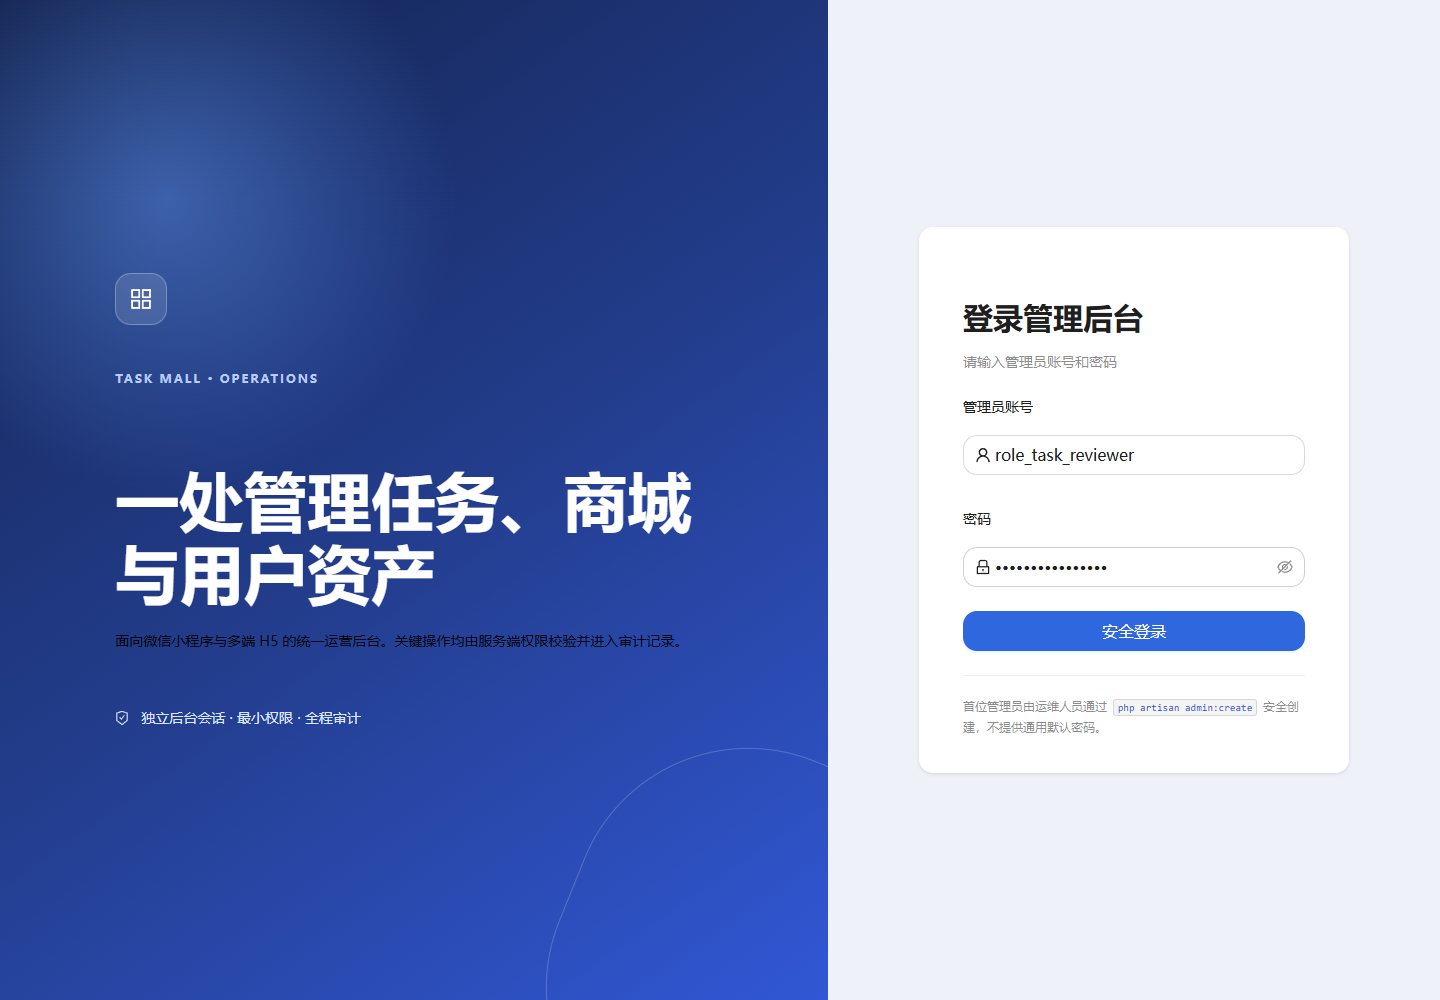 TASK MALL • OPERATIONS
一处管理任务、商城
与用户资产
面向微信小程序与多端 H5 的统一运营后台。关键操作均由服务端权限校验并进入审计记录。
独立后台会话 · 最小权限 · 全程审计
登录管理后台
请输入管理员账号和密码
管理员账号
role_task_reviewer
密码
••••••••••••••••
安全登录
首位管理员由运维人员通过 php artisan admin:create 安全创
建，不提供通用默认密码。